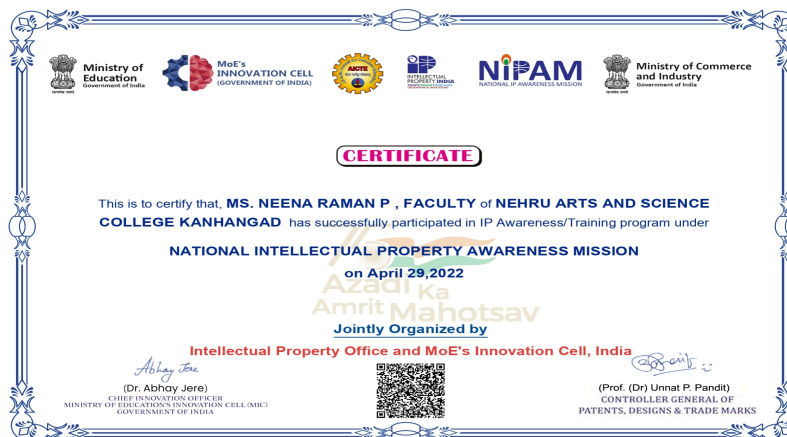 Ministry of
Education
Government of India
MoE's
INNOVATION CELL
(GOVERNMENT OF INDIA)
AICTE
INTELLECTUAL
PROPERTY INDIA
NIPAM
NATIONAL IP AWARENESS MISSION
Ministry of Commerce
and Industry
Government of India
CERTIFICATE
This is to certify that, MS. NEENA RAMAN P , FACULTY of NEHRU ARTS AND SCIENCE
COLLEGE KANHANGAD has successfully participated in IP Awareness/Training program under
NATIONAL INTELLECTUAL PROPERTY AWARENESS MISSION
on April 29,2022
Azadi Ka
Amrit Mahotsav
Jointly Organized by
Intellectual Property Office and MoE's Innovation Cell, India
Abhay Jere
(Dr. Abhay Jere)
CHIEF INNOVATION OFFICER
MINISTRY OF EDUCATION'S INNOVATION CELL (MIC)
GOVERNMENT OF INDIA
(Prof. (Dr) Unnat P. Pandit)
CONTROLLER GENERAL OF
PATENTS, DESIGNS & TRADE MARKS